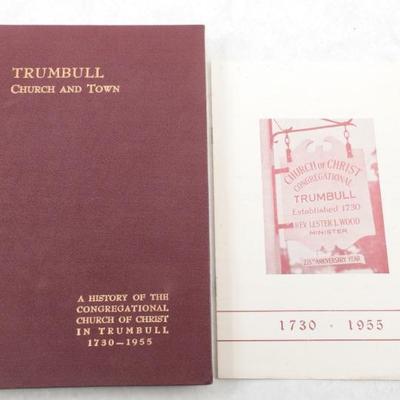 TRUMBULL
CHURCH AND TOWN
A HISTORY OF THE
CONGREGATIONAL
CHURCH OF CHRIST
IN TRUMBULL
1730—1955
CHURCH OF CHRIST
CONGREGATIONAL
TRUMBULL
Established 1730
REV. LESTER L. WOOD
MINISTER
225TH ANNIVERSARY YEAR
1730 · 1955